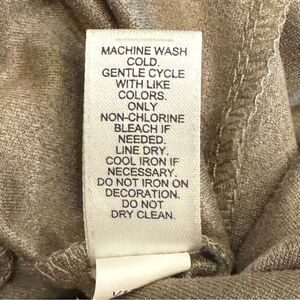 MACHINE WASH
COLD.
GENTLE CYCLE
WITH LIKE
COLORS.
ONLY
NON-CHLORINE
BLEACH IF
NEEDED.
LINE DRY.
COOL IRON IF
NECESSARY.
DO NOT IRON ON
DECORATION.
DO NOT
DRY CLEAN.